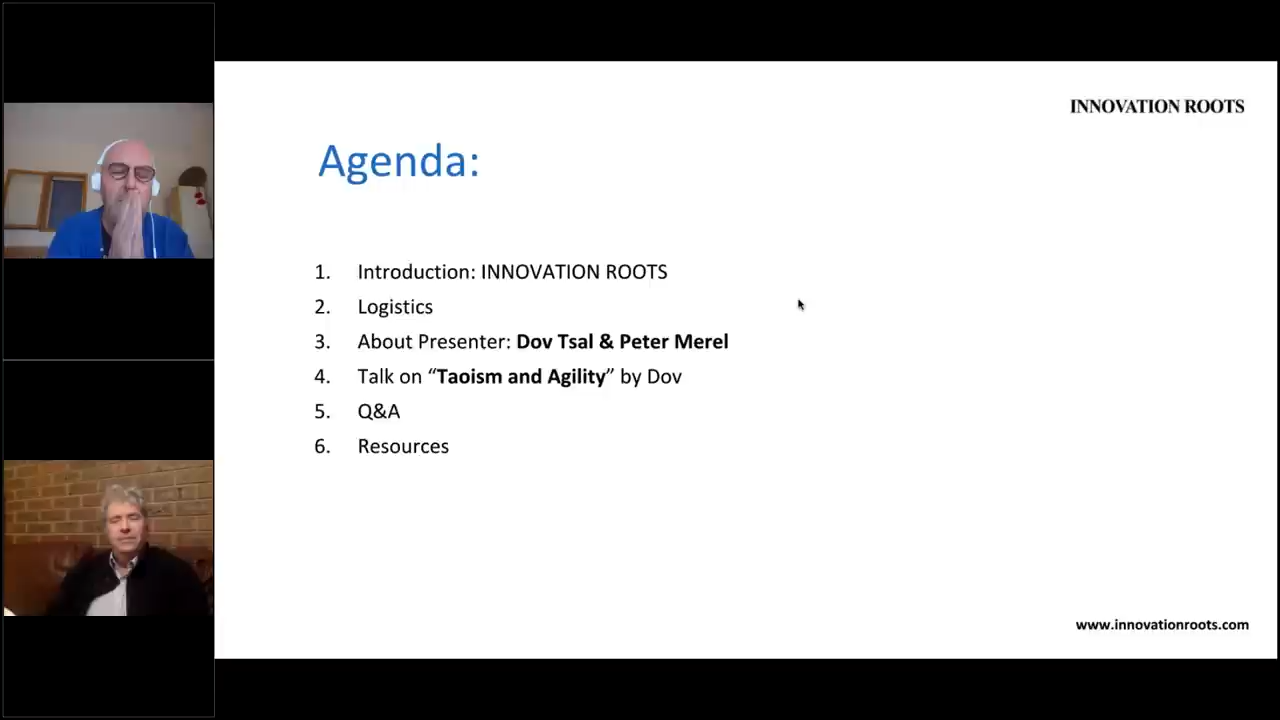 INNOVATION ROOTS
Agenda:
1. Introduction: INNOVATION ROOTS
2. Logistics
3. About Presenter: Dov Tsal & Peter Merel
4. Talk on “Taoism and Agility” by Dov
5. Q&A
6. Resources
www.innovationroots.com